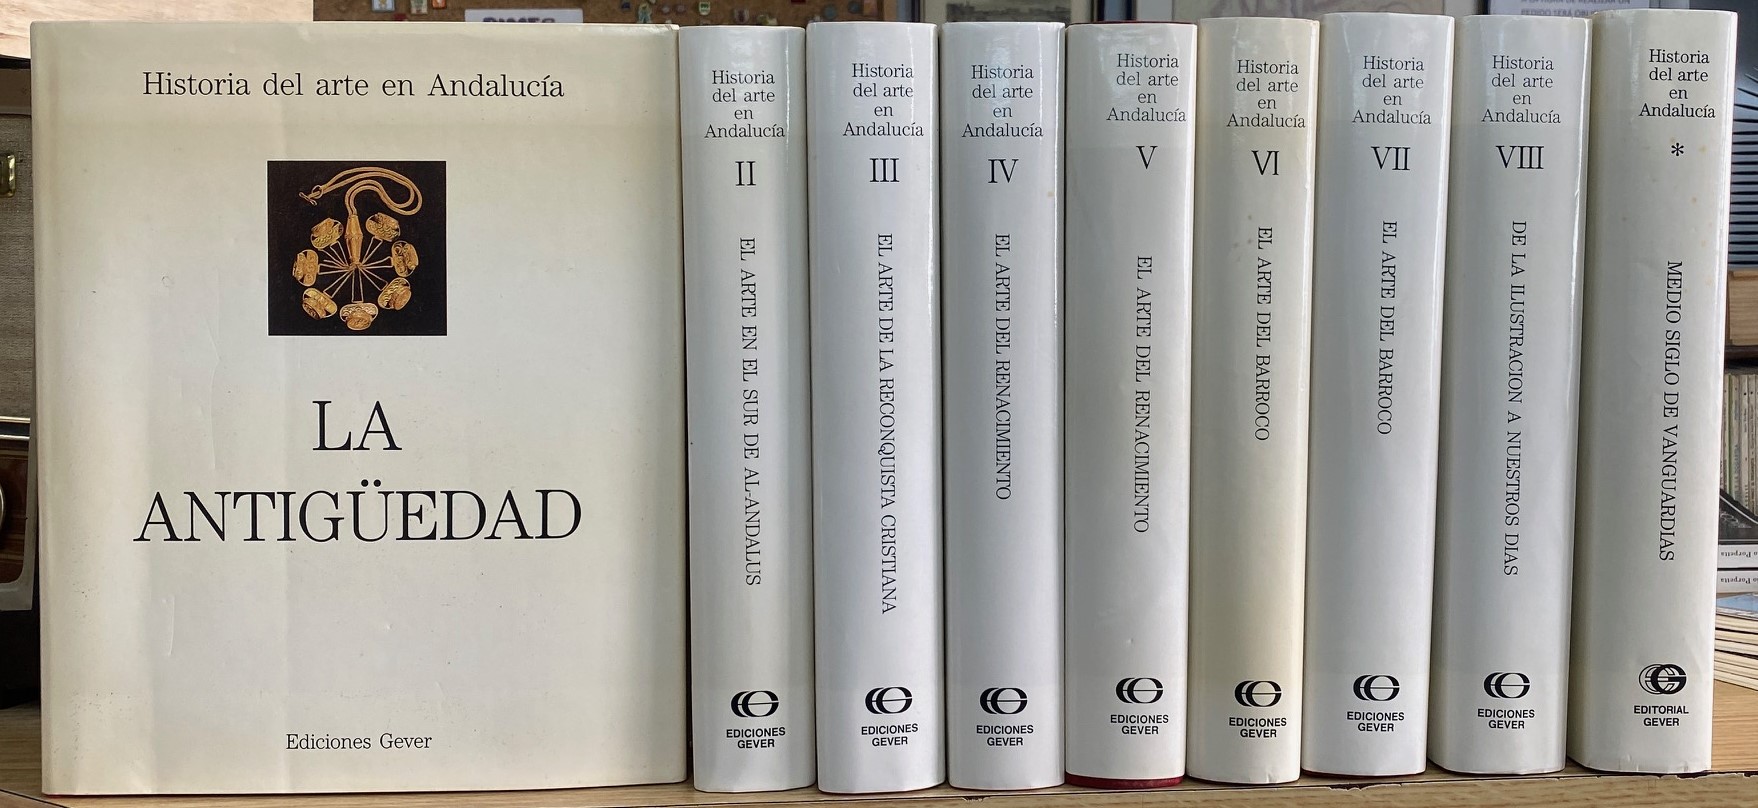 Historia del arte en Andalucía
LA
ANTIGÜEDAD
Ediciones Gever
Historia
del arte
en
Andalucía
II
EL ARTE EN EL SUR DE AL-ANDALUS
EDICIONES
GEVER
Historia
del arte
en
Andalucía
III
EL ARTE DE LA RECONQUISTA CRISTIANA
EDICIONES
GEVER
Historia
del arte
en
Andalucía
IV
EL ARTE DEL RENACIMIENTO
EDICIONES
GEVER
Historia
del arte
en
Andalucía
V
EL ARTE DEL RENACIMIENTO
EDICIONES
GEVER
Historia
del arte
en
Andalucía
VI
EL ARTE DEL BARROCO
EDICIONES
GEVER
Historia
del arte
en
Andalucía
VII
EL ARTE DEL BARROCO
EDICIONES
GEVER
Historia
del arte
en
Andalucía
VIII
DE LA ILUSTRACION A NUESTROS DIAS
EDICIONES
GEVER
Historia
del arte
en
Andalucía
*
MEDIO SIGLO DE VANGUARDIAS
EDITORIAL
GEVER
PEDIDO SERÁ
Porpetta
Porpetta